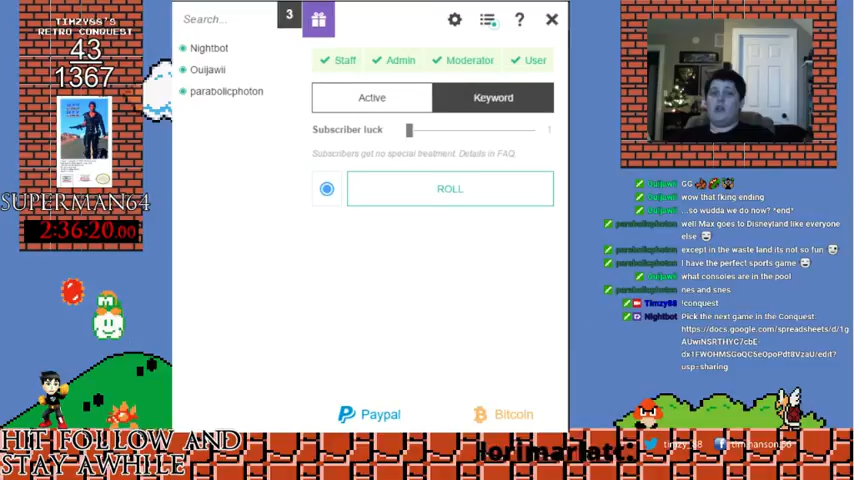 TIMZY88'S
RETRO CONQUEST
43
1367
SUPERMAN64
2:36:20.00
HIT FOLLOW AND
STAY AWHILE
Search...
3
?
Nightbot
Ouijawii
parabolicphoton
Staff
Admin
Moderator
User
Active
Keyword
Subscriber luck
1
Subscribers get no special treatment. Details in FAQ
ROLL
Paypal
Bitcoin
Ouijawii GG
Ouijawii wow that fking ending
Ouijawii ...so wudda we do now? *end*
parabolicphoton well Max goes to Disneyland like everyone
else
parabolicphoton except in the waste land its not so fun
parabolicphoton I have the perfect sports game
Ouijawii what consoles are in the pool
parabolicphoton nes and snes
Timzy88 !conquest
Nightbot Pick the next game in the Conquest:
https://docs.google.com/spreadsheets/d/1g
usp=sharing
lorimarlatt:
timzy_88